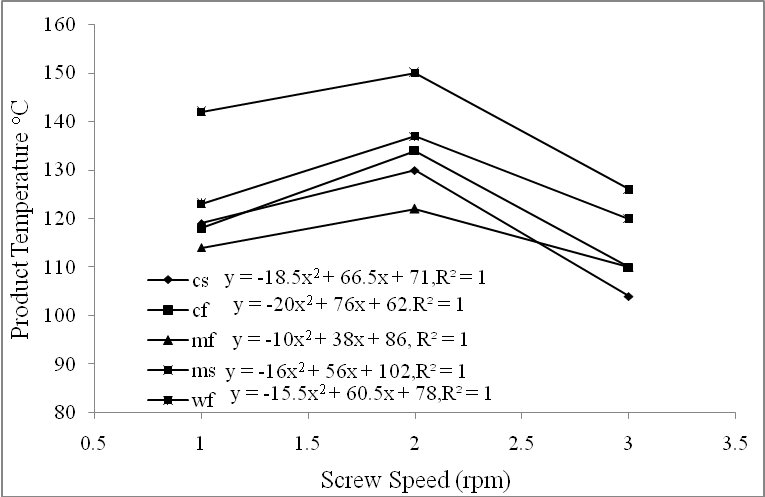 160
150
140
130
120
110
100
90
80
Product Temperature °C
cs y = -18.5x² + 66.5x + 71,R² = 1
cf y = -20x² + 76x + 62.R² = 1
mf y = -10x² + 38x + 86, R² = 1
ms y = -16x² + 56x + 102,R² = 1
wf y = -15.5x² + 60.5x + 78,R² = 1
0.5 1 1.5 2 2.5 3 3.5
Screw Speed (rpm)